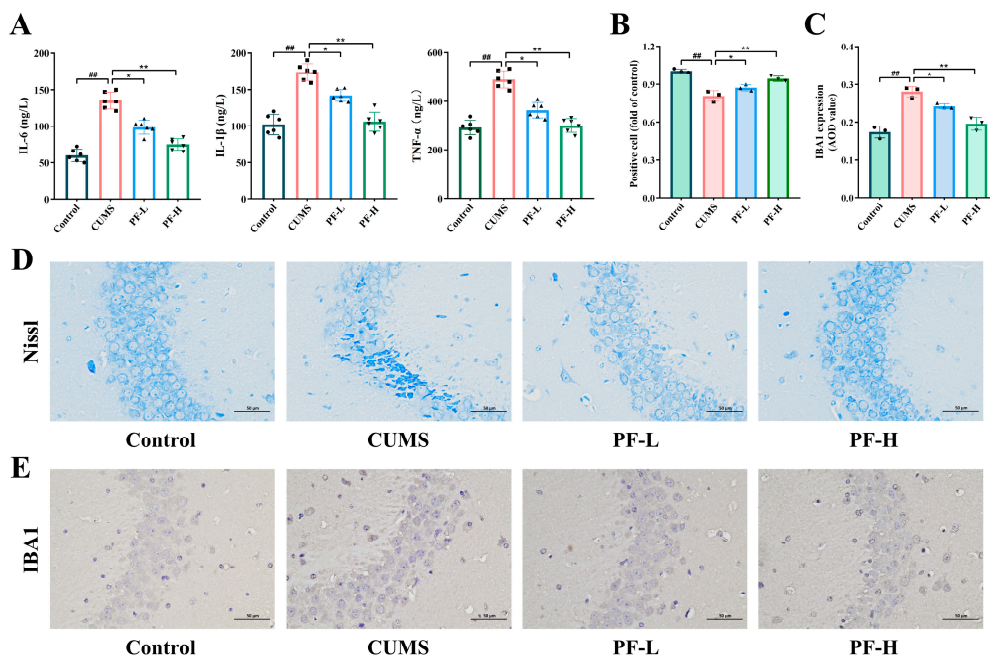 A
B
C
IL-6 (ng/L)
200
150
100
50
0
##
*
**
Control
CUMS
PF-L
PF-H
IL-1β (ng/L)
200
150
100
50
0
##
*
**
Control
CUMS
PF-L
PF-H
TNF-α (ng/L)
600
400
200
0
##
*
**
Control
CUMS
PF-L
PF-H
Positive cell (fold of control)
1.2
0.9
0.6
0.3
0.0
##
*
**
Control
CUMS
PF-L
PF-H
IBA1 expression
(AOD value)
0.4
0.3
0.2
0.1
0.0
##
*
**
Control
CUMS
PF-L
PF-H
D
Nissl
50 μm
50 μm
50 μm
50 μm
Control
CUMS
PF-L
PF-H
E
IBA1
50 μm
50 μm
50 μm
50 μm
Control
CUMS
PF-L
PF-H